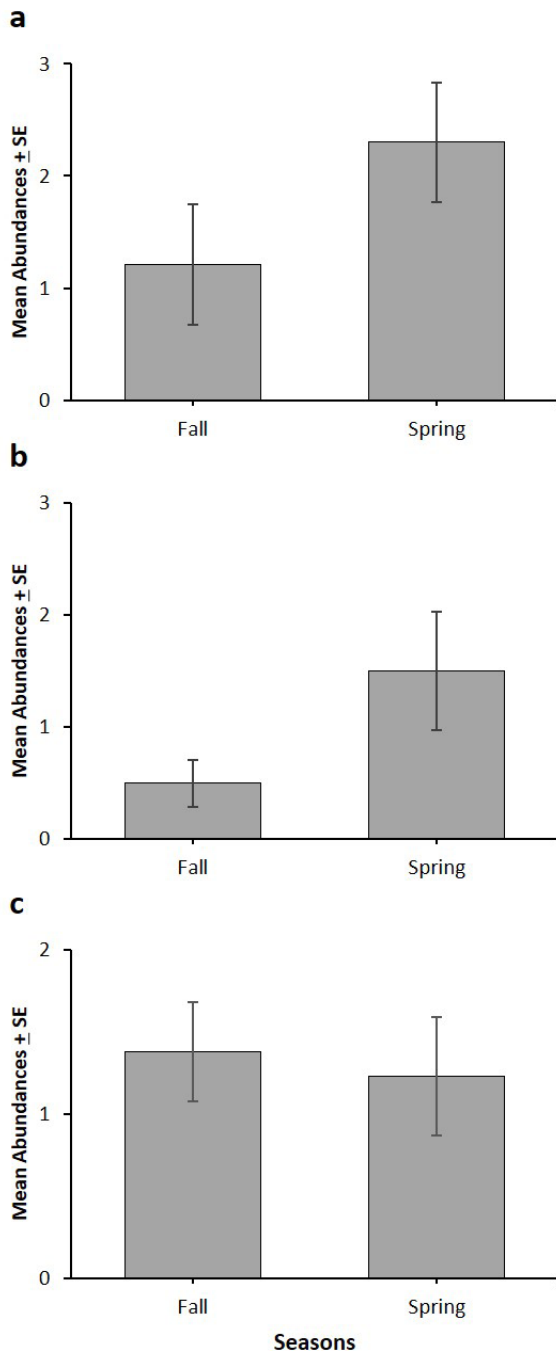 a
Mean Abundances ± SE
3
2
1
0
Fall Spring
b
Mean Abundances ± SE
3
2
1
0
Fall Spring
c
Mean Abundances ± SE
2
1
0
Fall Spring
Seasons